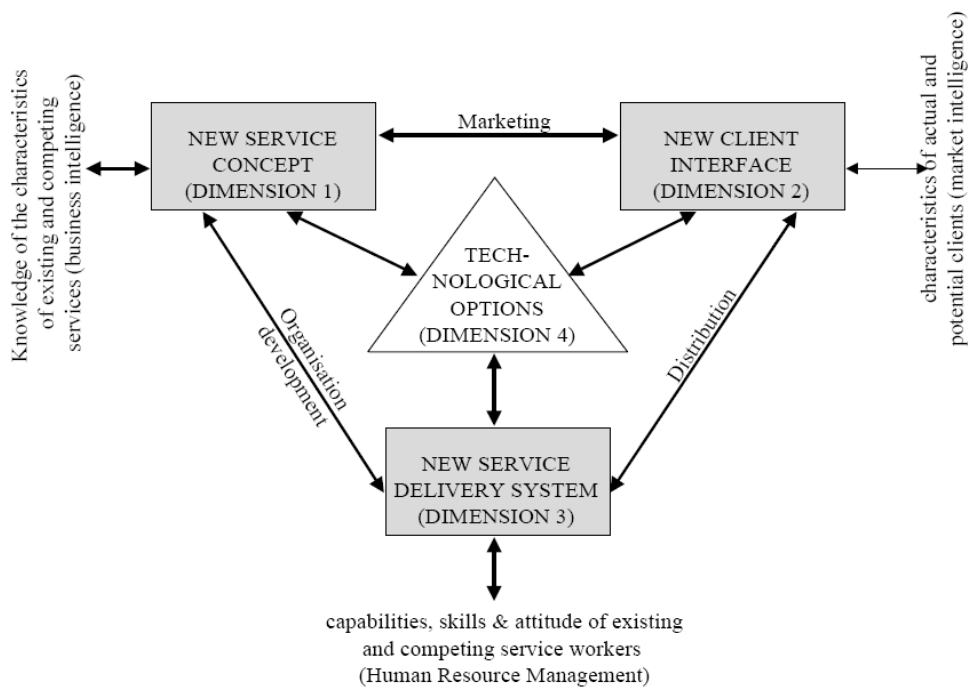 Knowledge of the characteristics
of existing and competing
services (business intelligence)
NEW SERVICE
CONCEPT
(DIMENSION 1)
Marketing
NEW CLIENT
INTERFACE
(DIMENSION 2)
characteristics of actual and
potential clients (market intelligence)
TECH-
NOLOGICAL
OPTIONS
(DIMENSION 4)
Organisation
development
Distribution
NEW SERVICE
DELIVERY SYSTEM
(DIMENSION 3)
capabilities, skills & attitude of existing
and competing service workers
(Human Resource Management)